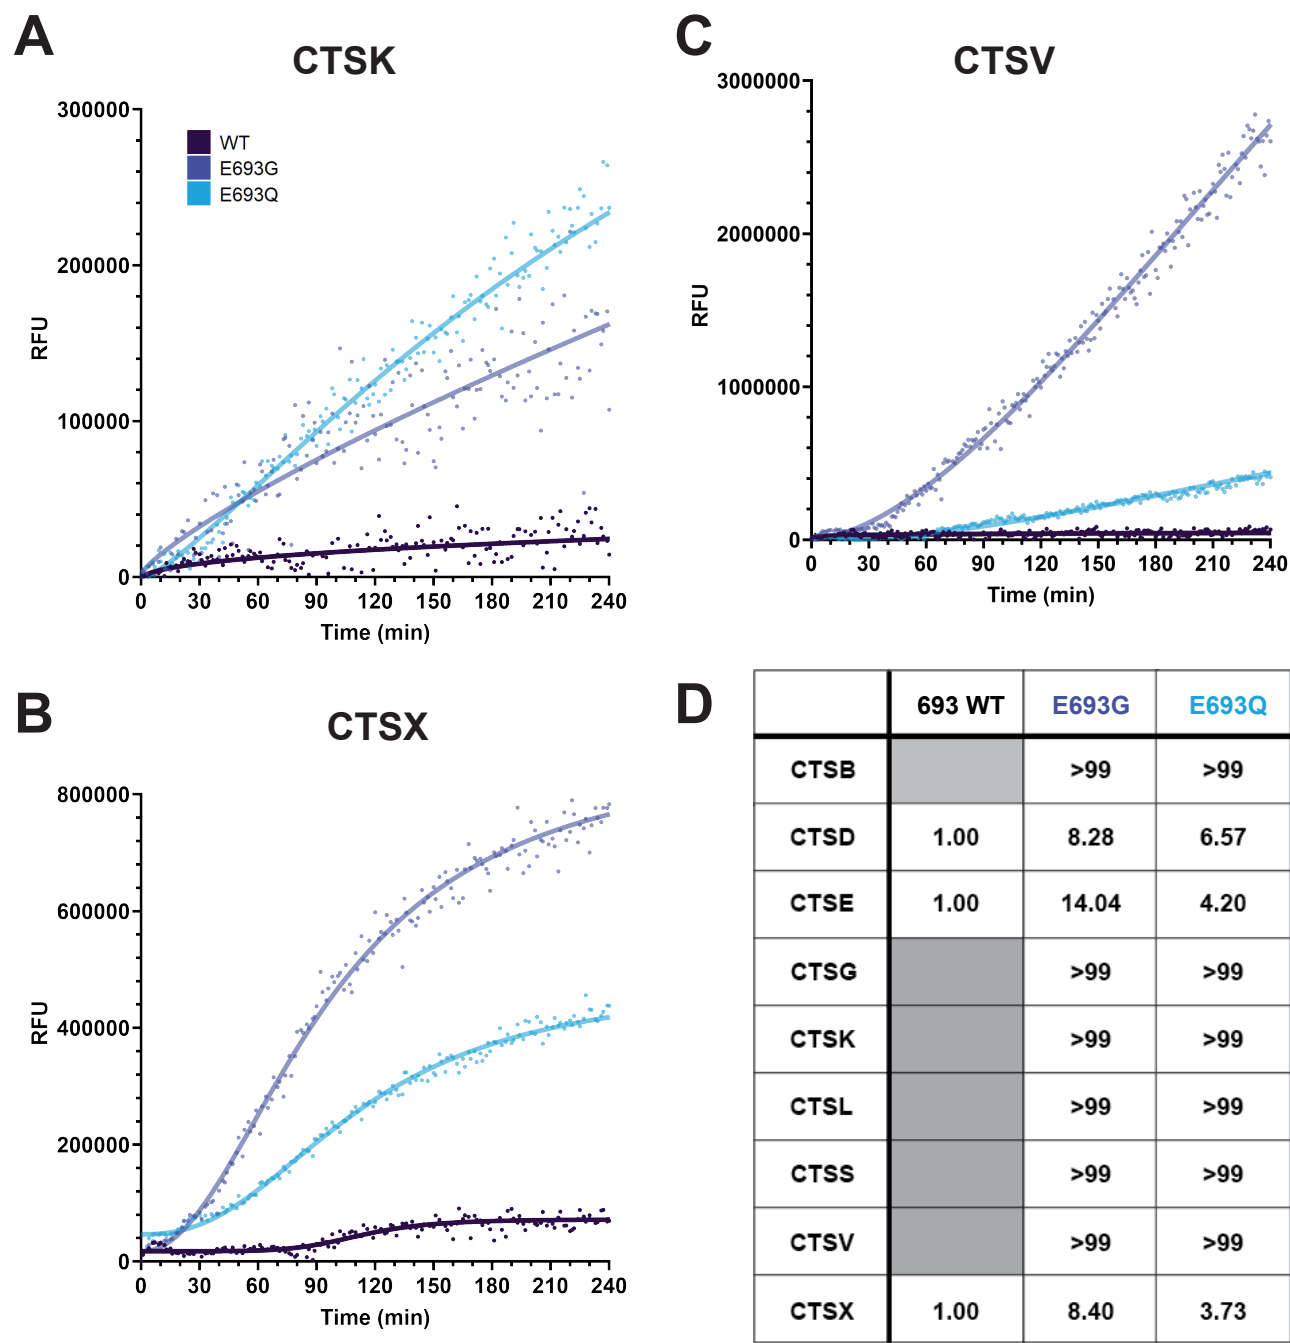 A
CTSK
300000
200000
100000
0
RFU
WT
E693G
E693Q
0 30 60 90 120 150 180 210 240
Time (min)
C
CTSV
3000000
2000000
1000000
0
RFU
0 30 60 90 120 150 180 210 240
Time (min)
B
CTSX
800000
600000
400000
200000
0
RFU
0 30 60 90 120 150 180 210 240
Time (min)
D
693 WT E693G E693Q
CTSB >99 >99
CTSD 1.00 8.28 6.57
CTSE 1.00 14.04 4.20
CTSG >99 >99
CTSK >99 >99
CTSL >99 >99
CTSS >99 >99
CTSV >99 >99
CTSX 1.00 8.40 3.73